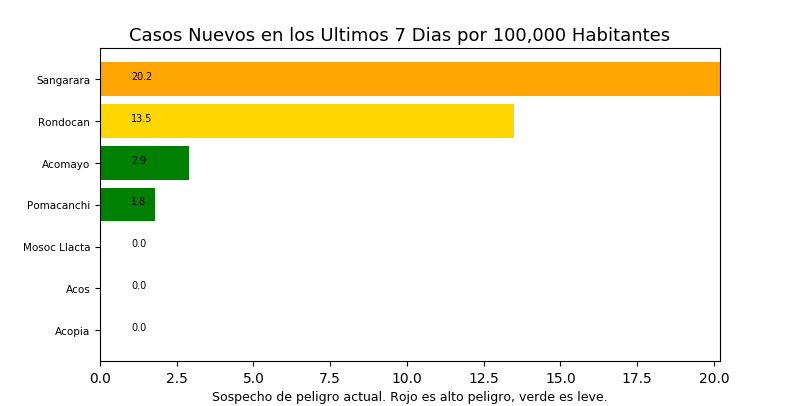 Casos Nuevos en los Ultimos 7 Dias por 100,000 Habitantes
Sangarara 20.2
Rondocan 13.5
Acomayo 2.9
Pomacanchi 1.8
Mosoc Llacta 0.0
Acos 0.0
Acopia 0.0
0.0 2.5 5.0 7.5 10.0 12.5 15.0 17.5 20.0
Sospecho de peligro actual. Rojo es alto peligro, verde es leve.